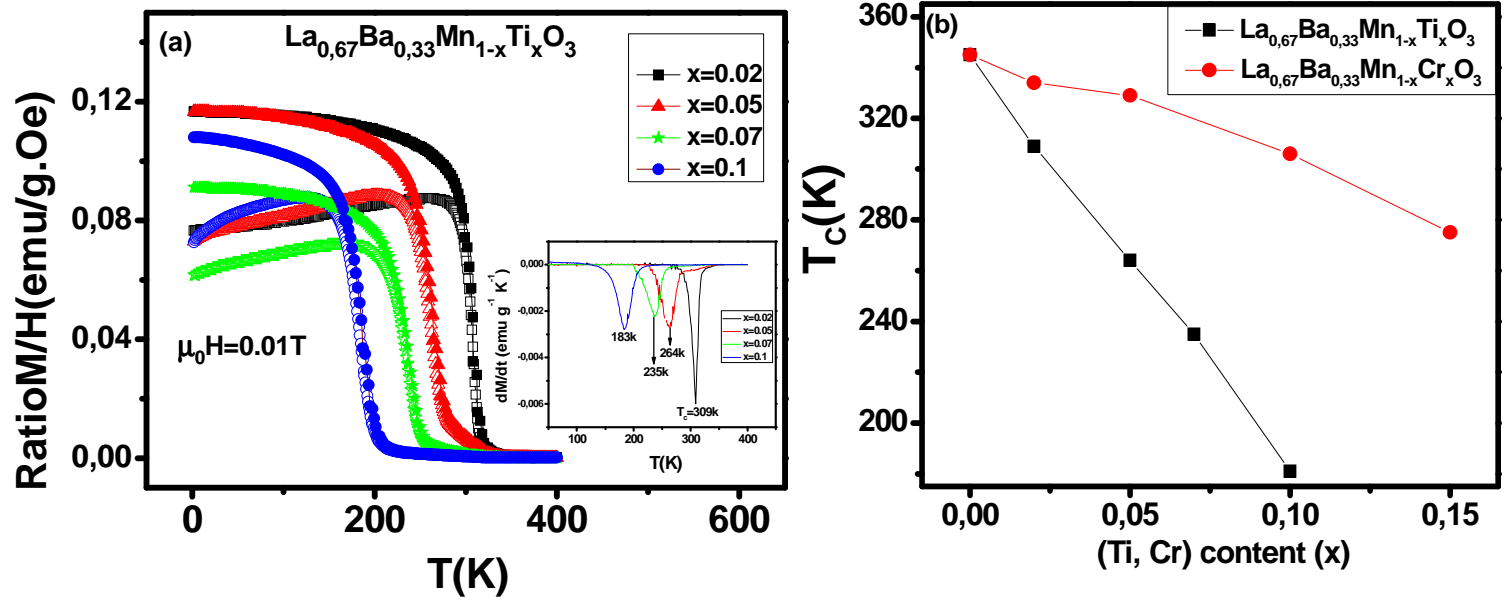 (a)
La0,67Ba0,33Mn1-xTixO3
x=0.02
x=0.05
x=0.07
x=0.1
RatioM/H(emu/g.Oe)
0,12
0,08
0,04
0,00
μ0H=0.01T
0
200
400
600
T(K)
dM/dt (emu g-1 K-1)
0,000
-0,002
-0,004
-0,006
183k
235k
264k
Tc=309k
x=0.02
x=0.05
x=0.07
x=0.1
100
200
300
400
T(K)
(b)
La0,67Ba0,33Mn1-xTixO3
La0,67Ba0,33Mn1-xCrxO3
TC(K)
360
320
280
240
200
0,00
0,05
0,10
0,15
(Ti, Cr) content (x)